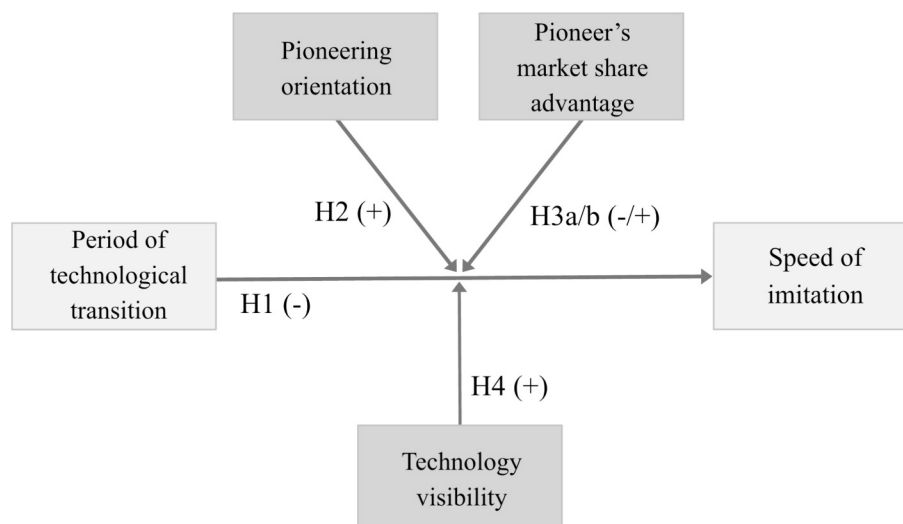 Pioneering
orientation
Pioneer’s
market share
advantage
H2 (+)
H3a/b (-/+)
Period of
technological
transition
H1 (-)
Speed of
imitation
H4 (+)
Technology
visibility